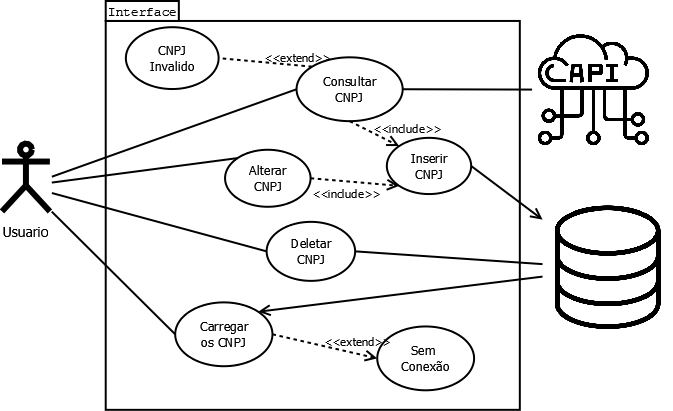 Interface
CNPJ
Invalido
<<extend>>
Consultar
CNPJ
API
<<include>>
Inserir
CNPJ
Alterar
CNPJ
<<include>>
Usuario
Deletar
CNPJ
Carregar
os CNPJ
<<extend>>
Sem
Conexão